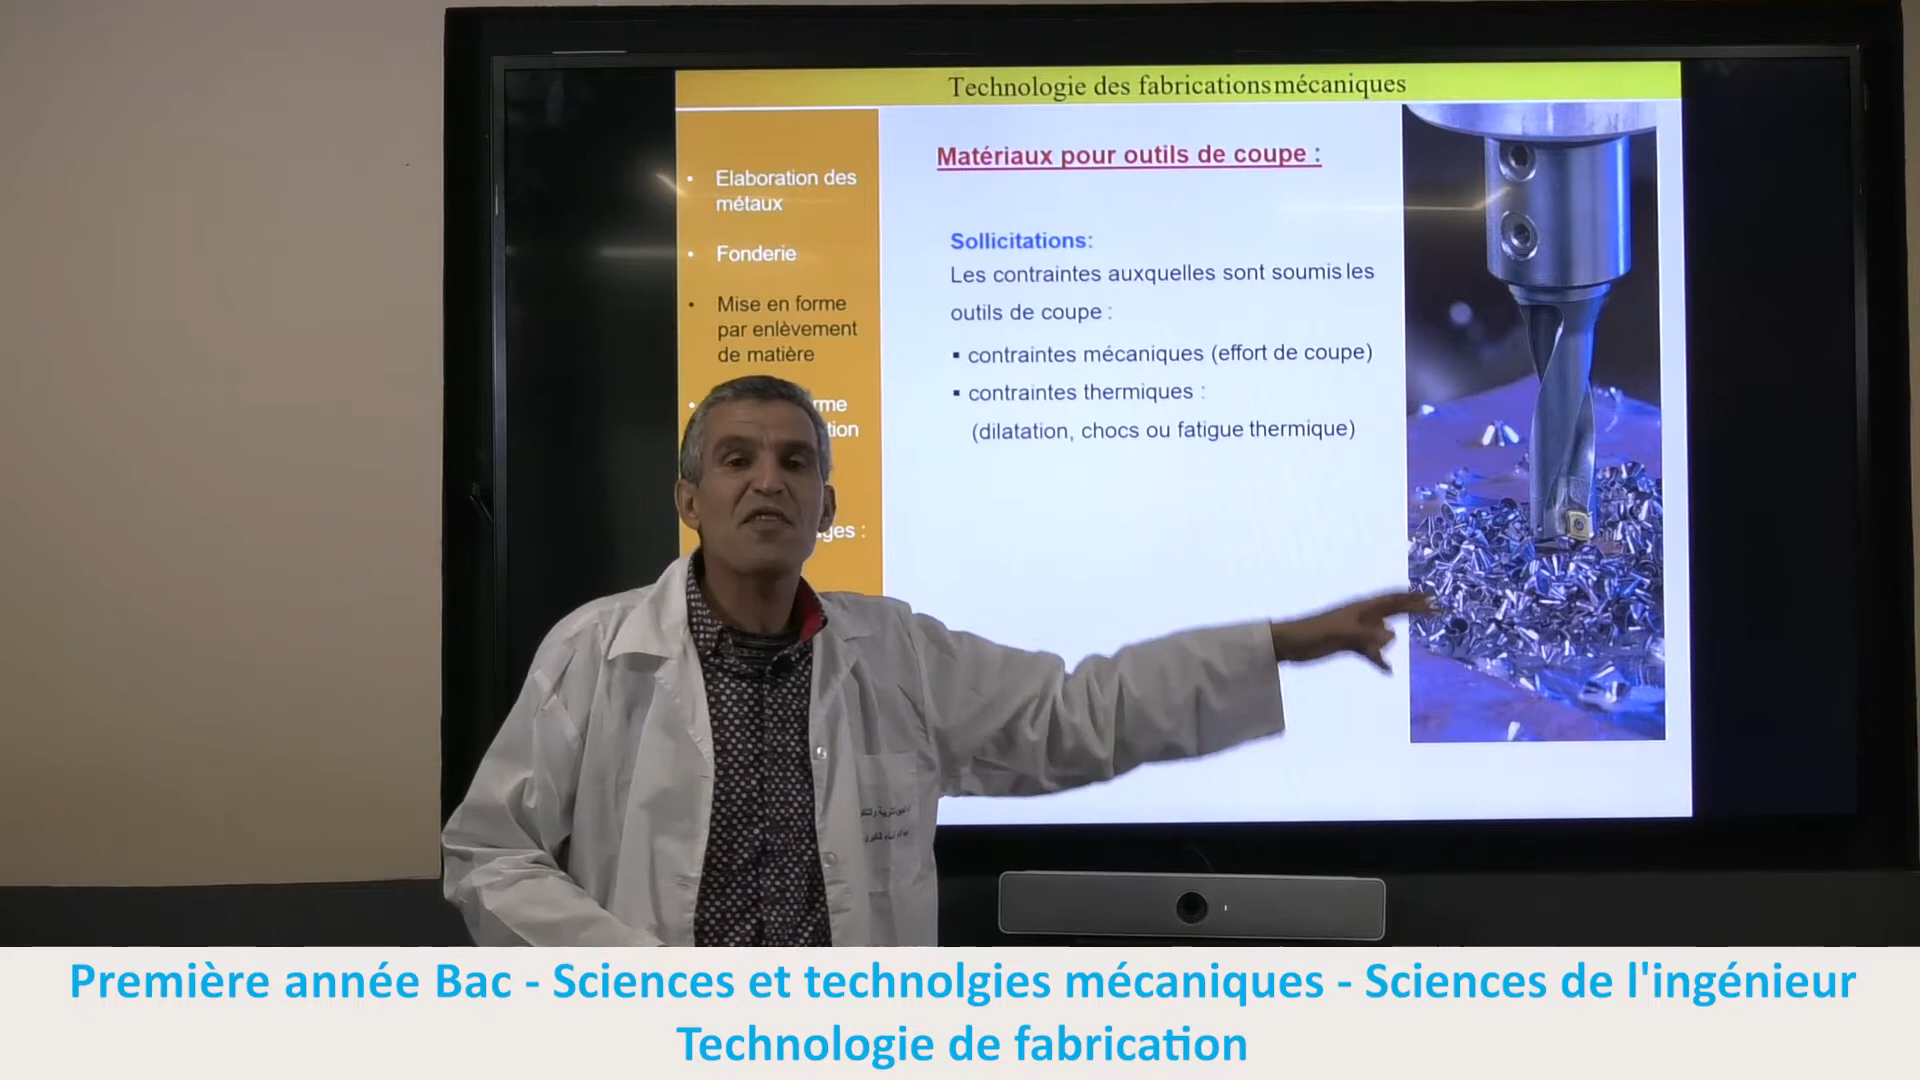 Technologie des fabrications mécaniques
Elaboration des
métaux
Fonderie
Mise en forme
par enlèvement
de matière
Matériaux pour outils de coupe :
Sollicitations:
Les contraintes auxquelles sont soumis les
outils de coupe :
contraintes mécaniques (effort de coupe)
contraintes thermiques :
(dilatation, chocs ou fatigue thermique)
Première année Bac - Sciences et technolgies mécaniques - Sciences de l'ingénieur
Technologie de fabrication